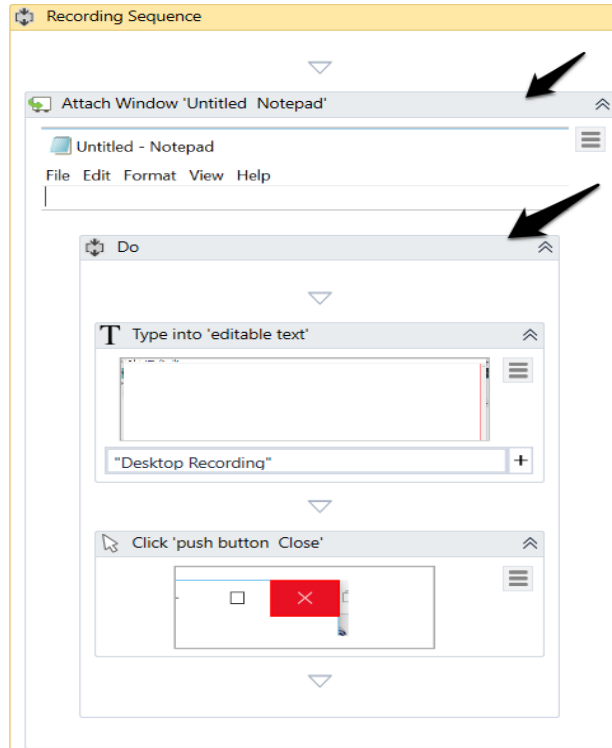 Recording Sequence
Attach Window 'Untitled  Notepad'
Untitled - Notepad
File  Edit  Format  View  Help
Do
T  Type into 'editable text'
"Desktop Recording"
Click 'push button  Close'